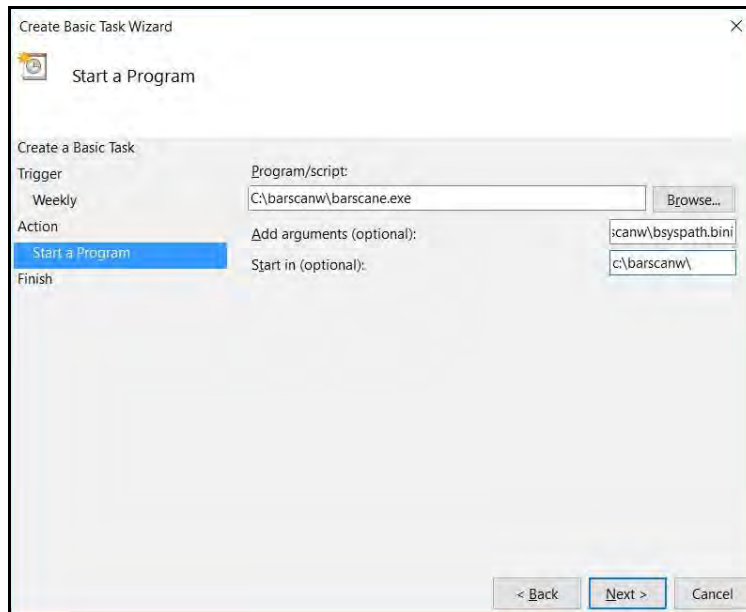 Create Basic Task Wizard
Start a Program
Create a Basic Task
Trigger
Weekly
Action
Start a Program
Finish
Program/script:
C:\barscanw\barscane.exe
Browse...
Add arguments (optional):
scanw\bsyspath.bini
Start in (optional):
c:\barscanw\
< Back
Next >
Cancel